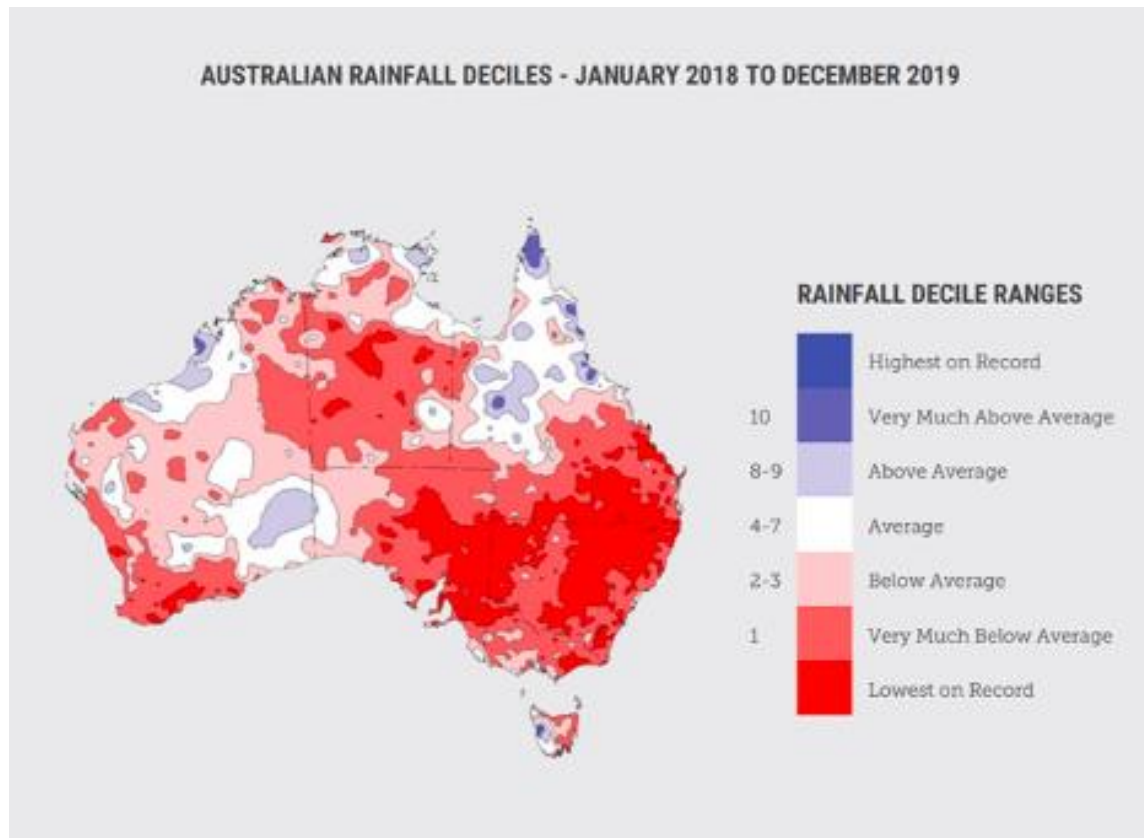 AUSTRALIAN RAINFALL DECILES - JANUARY 2018 TO DECEMBER 2019
RAINFALL DECILE RANGES
Highest on Record
10 Very Much Above Average
8-9 Above Average
4-7 Average
2-3 Below Average
1 Very Much Below Average
Lowest on Record